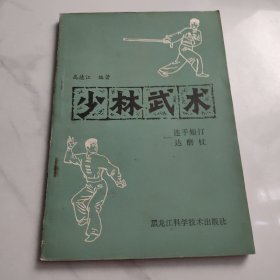 高德江 编著
少林武术
—连手短打
达磨杖
黑龙江科学技术出版社